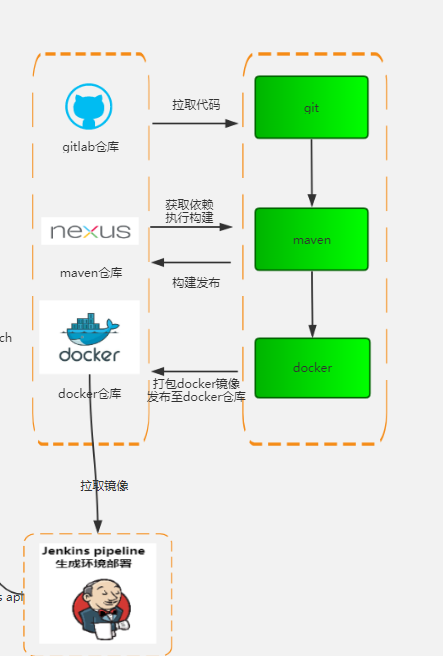 拉取代码
git
gitlab仓库
获取依赖
执行构建
nexus
maven
maven仓库
构建发布
ch
docker
docker
docker仓库
打包docker镜像
发布至docker仓库
拉取镜像
Jenkins pipeline
生成环境部署
s api